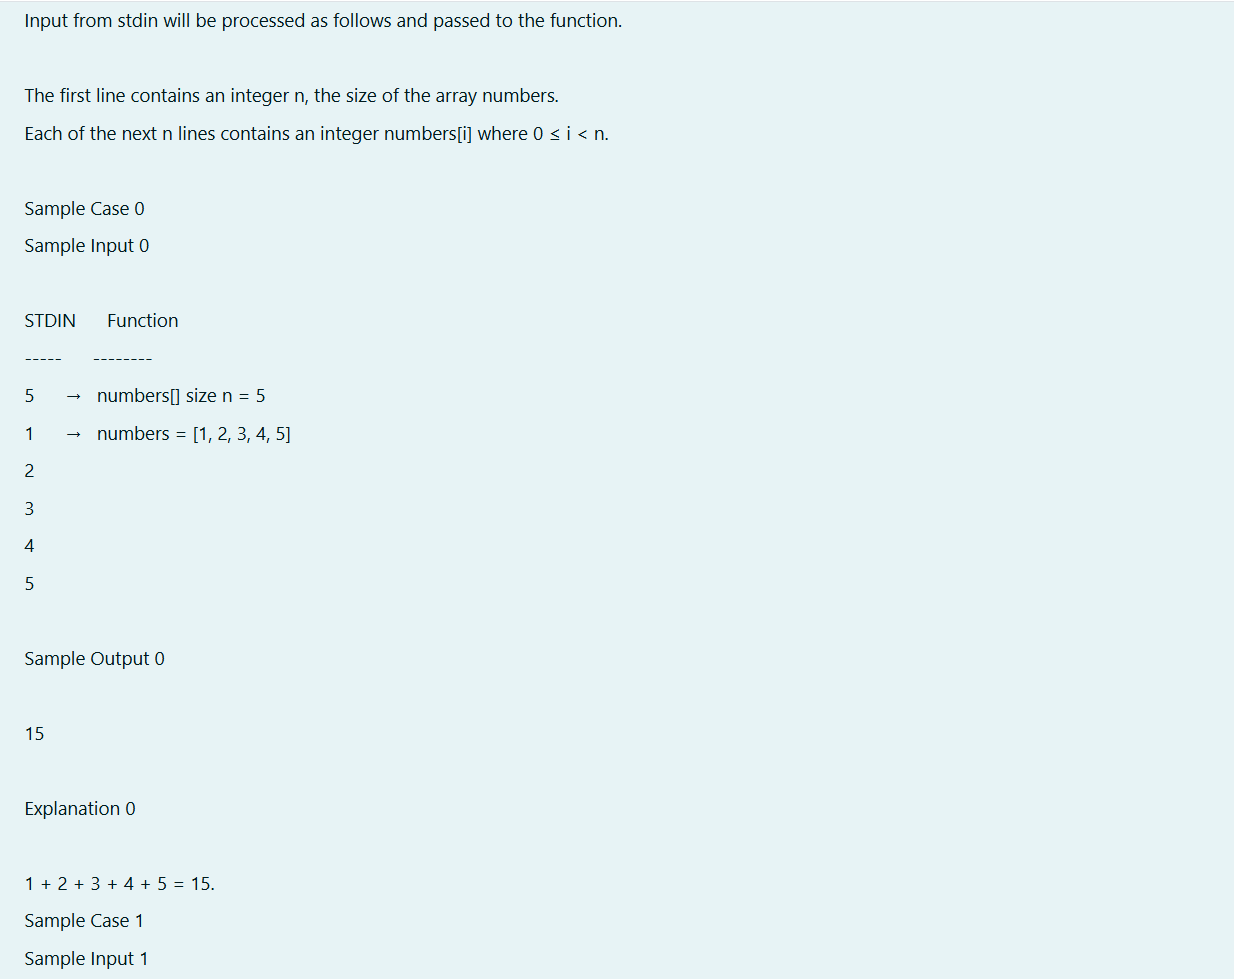 Input from stdin will be processed as follows and passed to the function.
The first line contains an integer n, the size of the array numbers.
Each of the next n lines contains an integer numbers[i] where 0 ≤ i < n.
Sample Case 0
Sample Input 0
STDIN Function
----- --------
5 → numbers[] size n = 5
1 → numbers = [1, 2, 3, 4, 5]
2
3
4
5
Sample Output 0
15
Explanation 0
1 + 2 + 3 + 4 + 5 = 15.
Sample Case 1
Sample Input 1